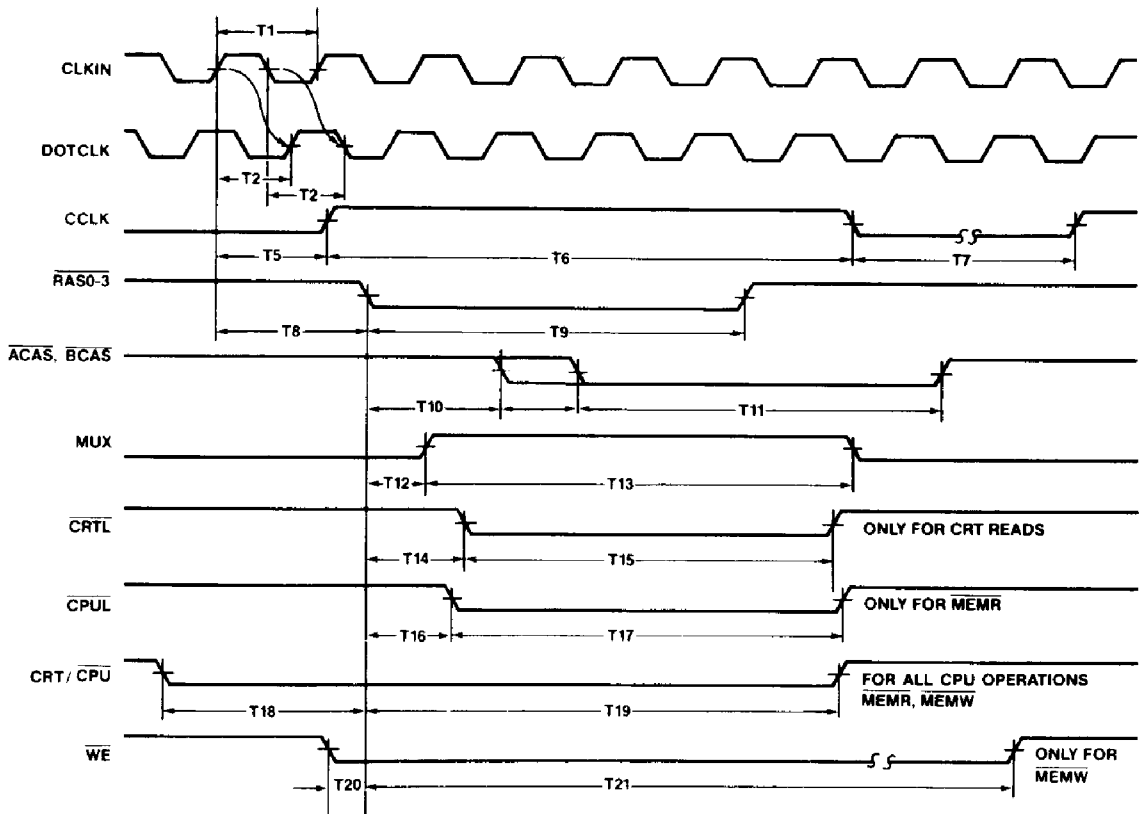 T1
CLKIN
DOTCLK
T2
T2
CCLK
T5
T6
T7
RAS0-3
T8
T9
ACAS, BCAS
T10
T11
MUX
T12
T13
CRTL
ONLY FOR CRT READS
T14
T15
CPUL
ONLY FOR MEMR
T16
T17
CRT/CPU
FOR ALL CPU OPERATIONS
MEMR, MEMW
T18
T19
WE
ONLY FOR
MEMW
T20
T21